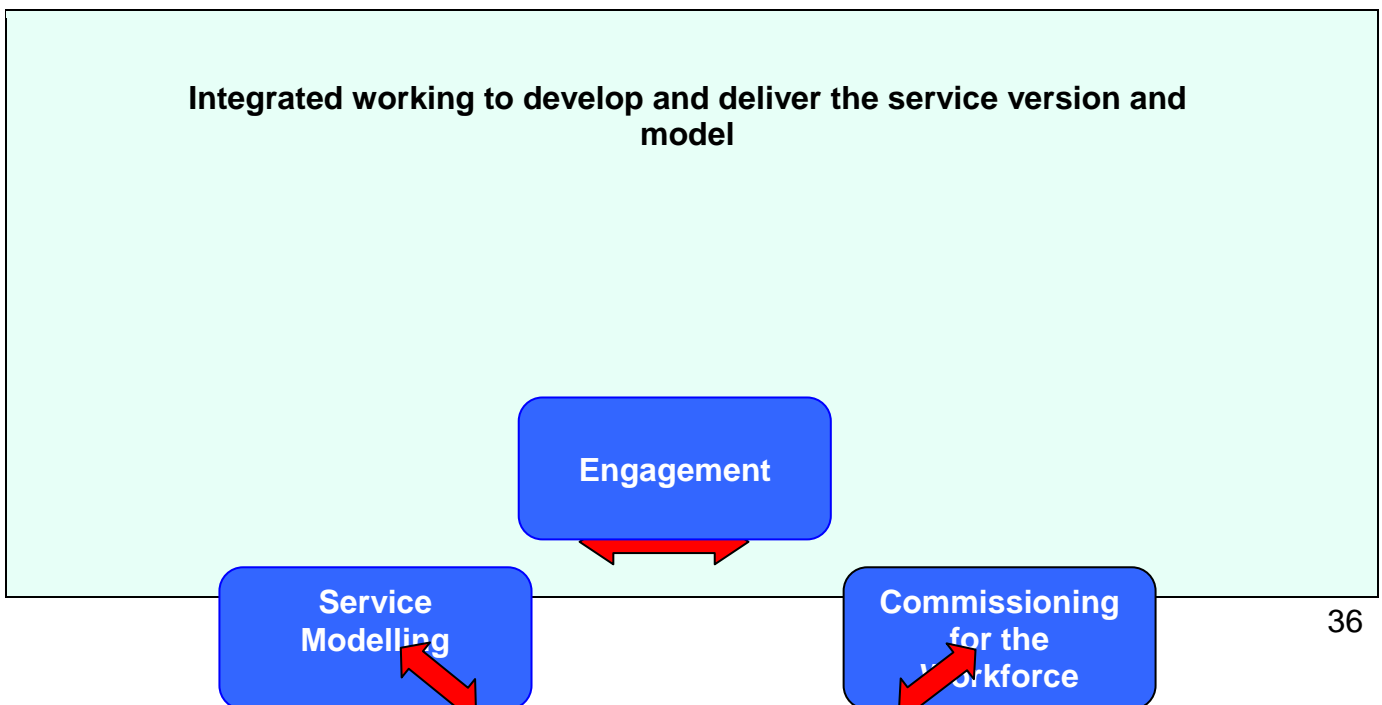 Integrated working to develop and deliver the service version and
model
Engagement
Service
Modelling
Commissioning
for the
Workforce
36